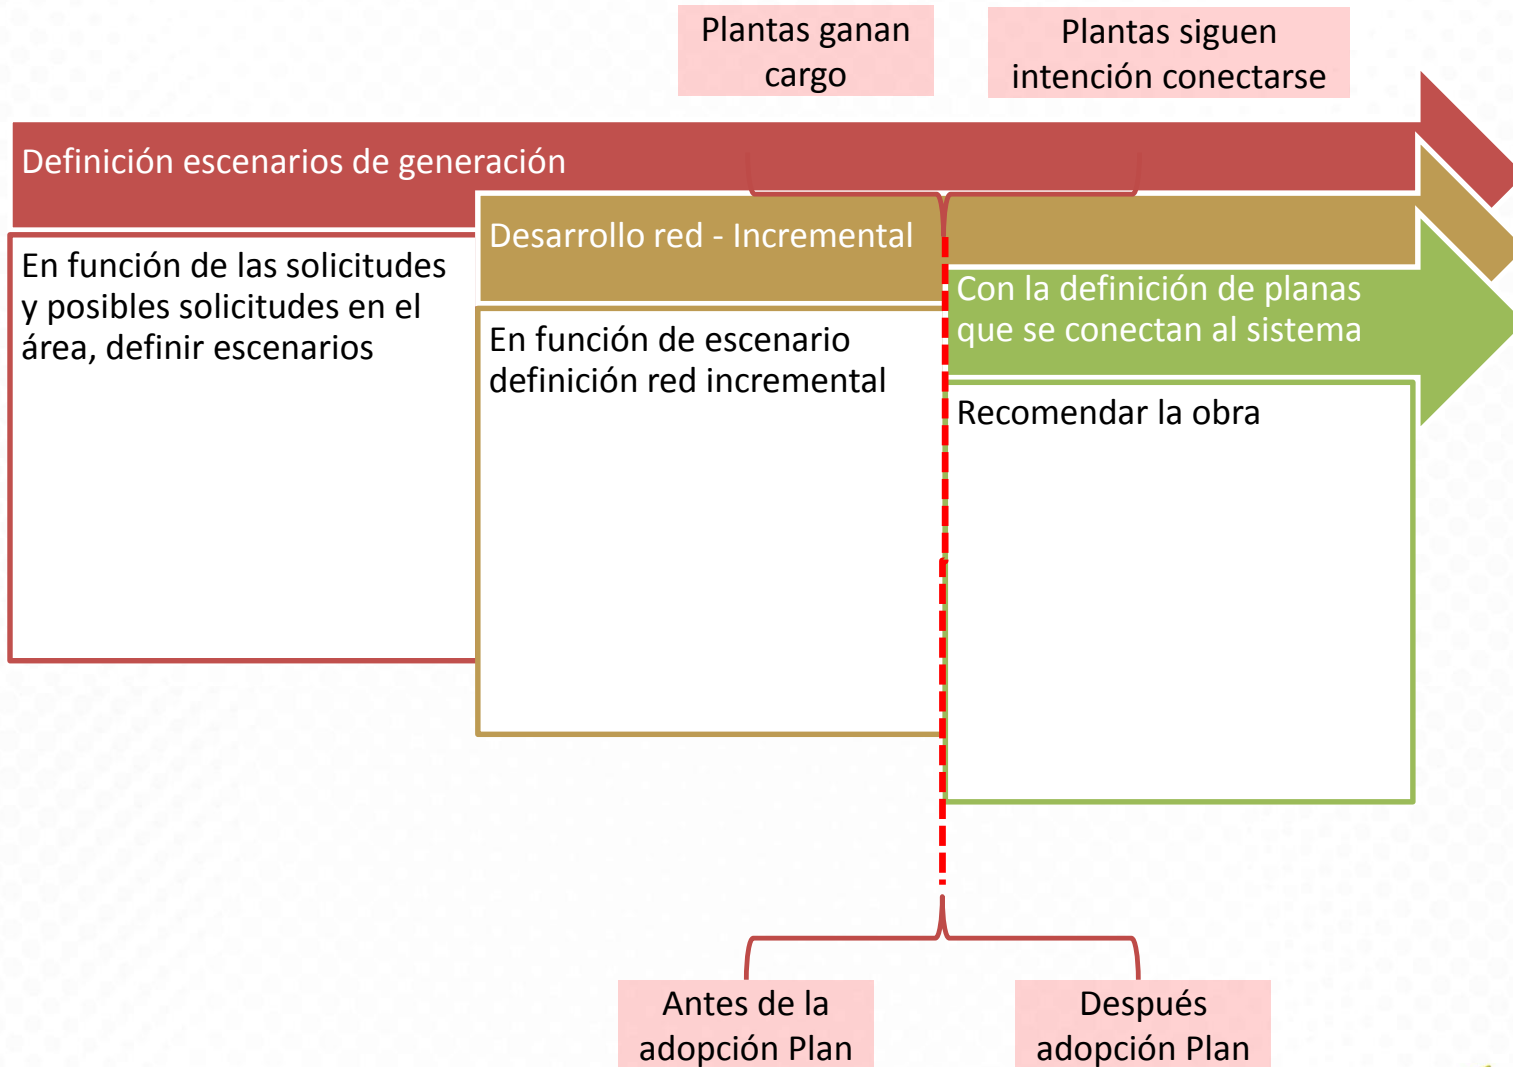 Plantas ganan
cargo
Plantas siguen
intención conectarse
Definición escenarios de generación
En función de las solicitudes
y posibles solicitudes en el
área, definir escenarios
Desarrollo red - Incremental
En función de escenario
definición red incremental
Con la definición de planas
que se conectan al sistema
Recomendar la obra
Antes de la
adopción Plan
Después
adopción Plan